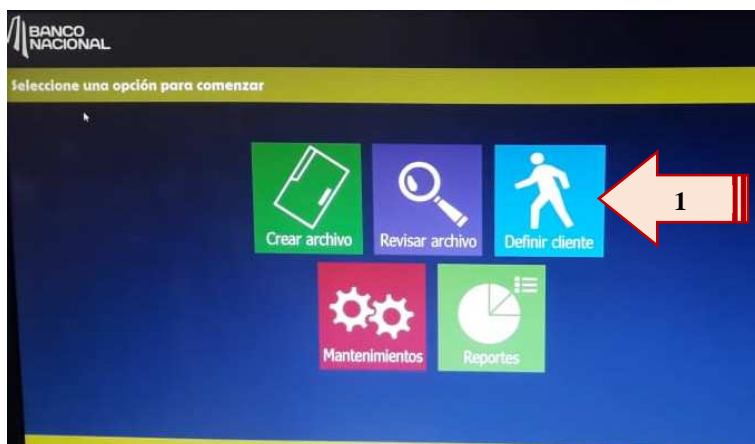 BANCO
NACIONAL
Seleccione una opción para comenzar
Crear archivo
Revisar archivo
Definir cliente
1
Mantenimientos
Reportes